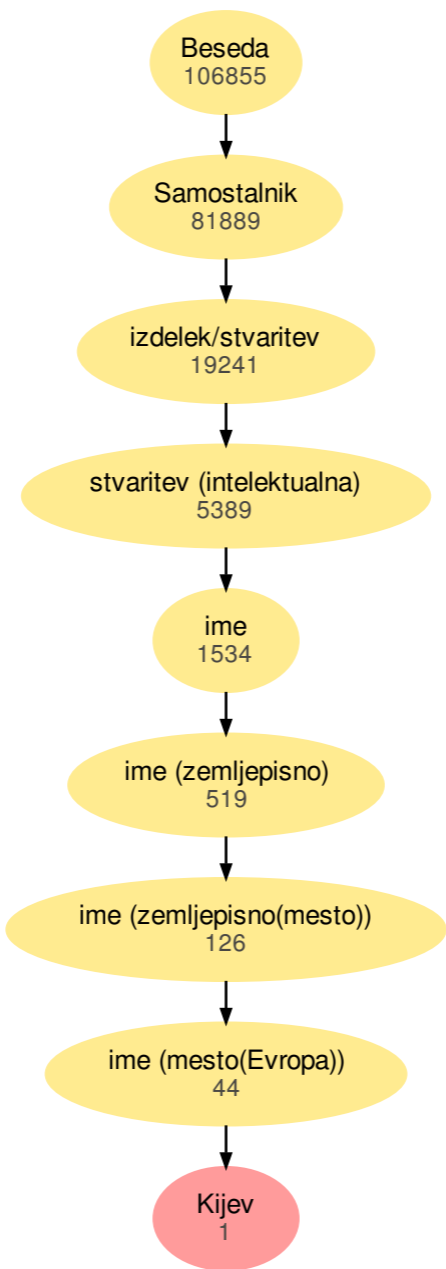 Beseda
106855
Samostalnik
81889
izdelek/stvaritev
19241
stvaritev (intelektualna)
5389
ime
1534
ime (zemljepisno)
519
ime (zemljepisno(mesto))
126
ime (mesto(Evropa))
44
Kijev
1